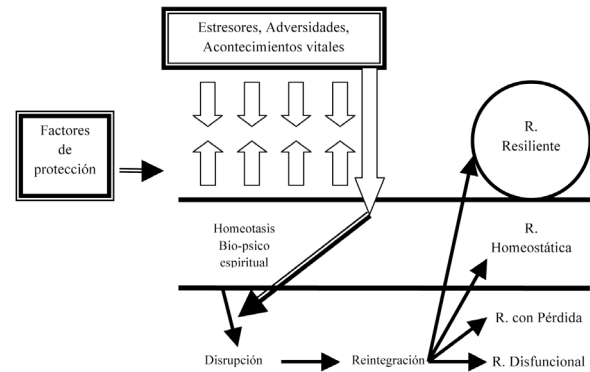 Estresores, Adversidades,
Acontecimientos vitales
Factores
de
protección
R.
Resiliente
Homeotasis
Bio-psico
espiritual
R.
Homeostática
R. con Pérdida
Disrupción
Reintegración
R. Disfuncional